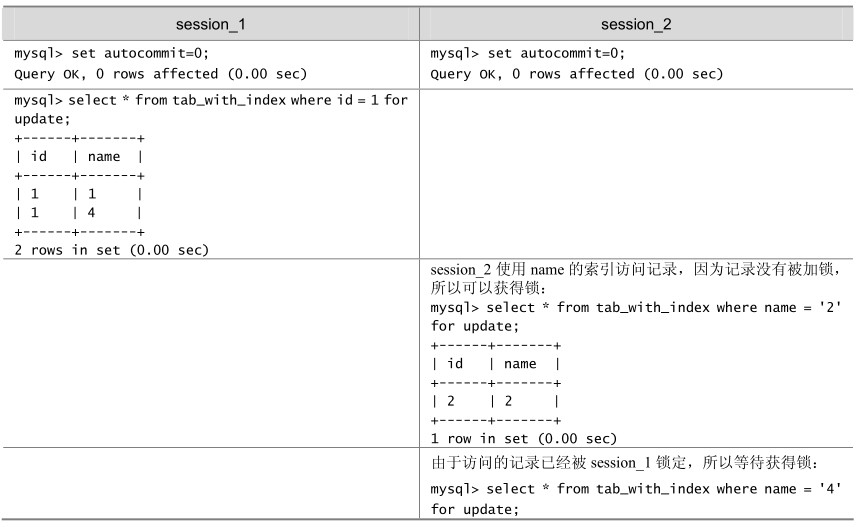 session_1
session_2
mysql> set autocommit=0;
Query OK, 0 rows affected (0.00 sec)
mysql> set autocommit=0;
Query OK, 0 rows affected (0.00 sec)
mysql> select * from tab_with_index where id = 1 for
update;
+------+-------+
| id   | name  |
+------+-------+
| 1    | 1     |
| 1    | 4     |
+------+-------+
2 rows in set (0.00 sec)
session_2 使用 name 的索引访问记录，因为记录没有被加锁，
所以可以获得锁：
mysql> select * from tab_with_index where name = '2'
for update;
+------+-------+
| id   | name  |
+------+-------+
| 2    | 2     |
+------+-------+
1 row in set (0.00 sec)
由于访问的记录已经被 session_1 锁定，所以等待获得锁：
mysql> select * from tab_with_index where name = '4'
for update;